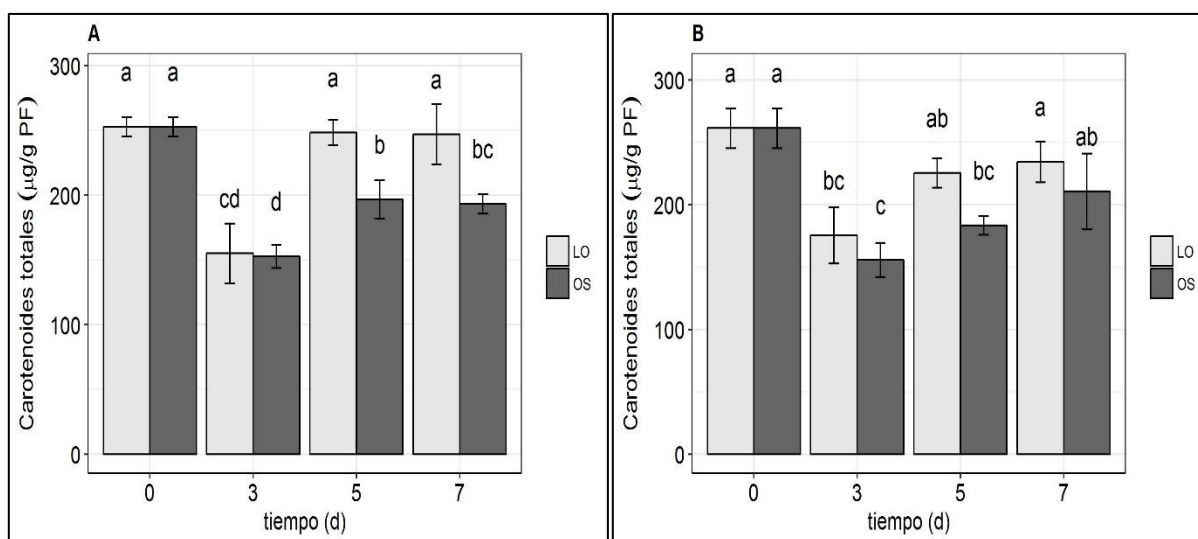 A
Carotenoides totales (µg/g PF)
300
200
100
0
a
a
cd
d
a
b
a
bc
0
3
5
7
tiempo (d)
LO
OS
B
Carotenoides totales (µg/g PF)
300
200
100
0
a
a
bc
c
ab
bc
a
ab
0
3
5
7
tiempo (d)
LO
OS